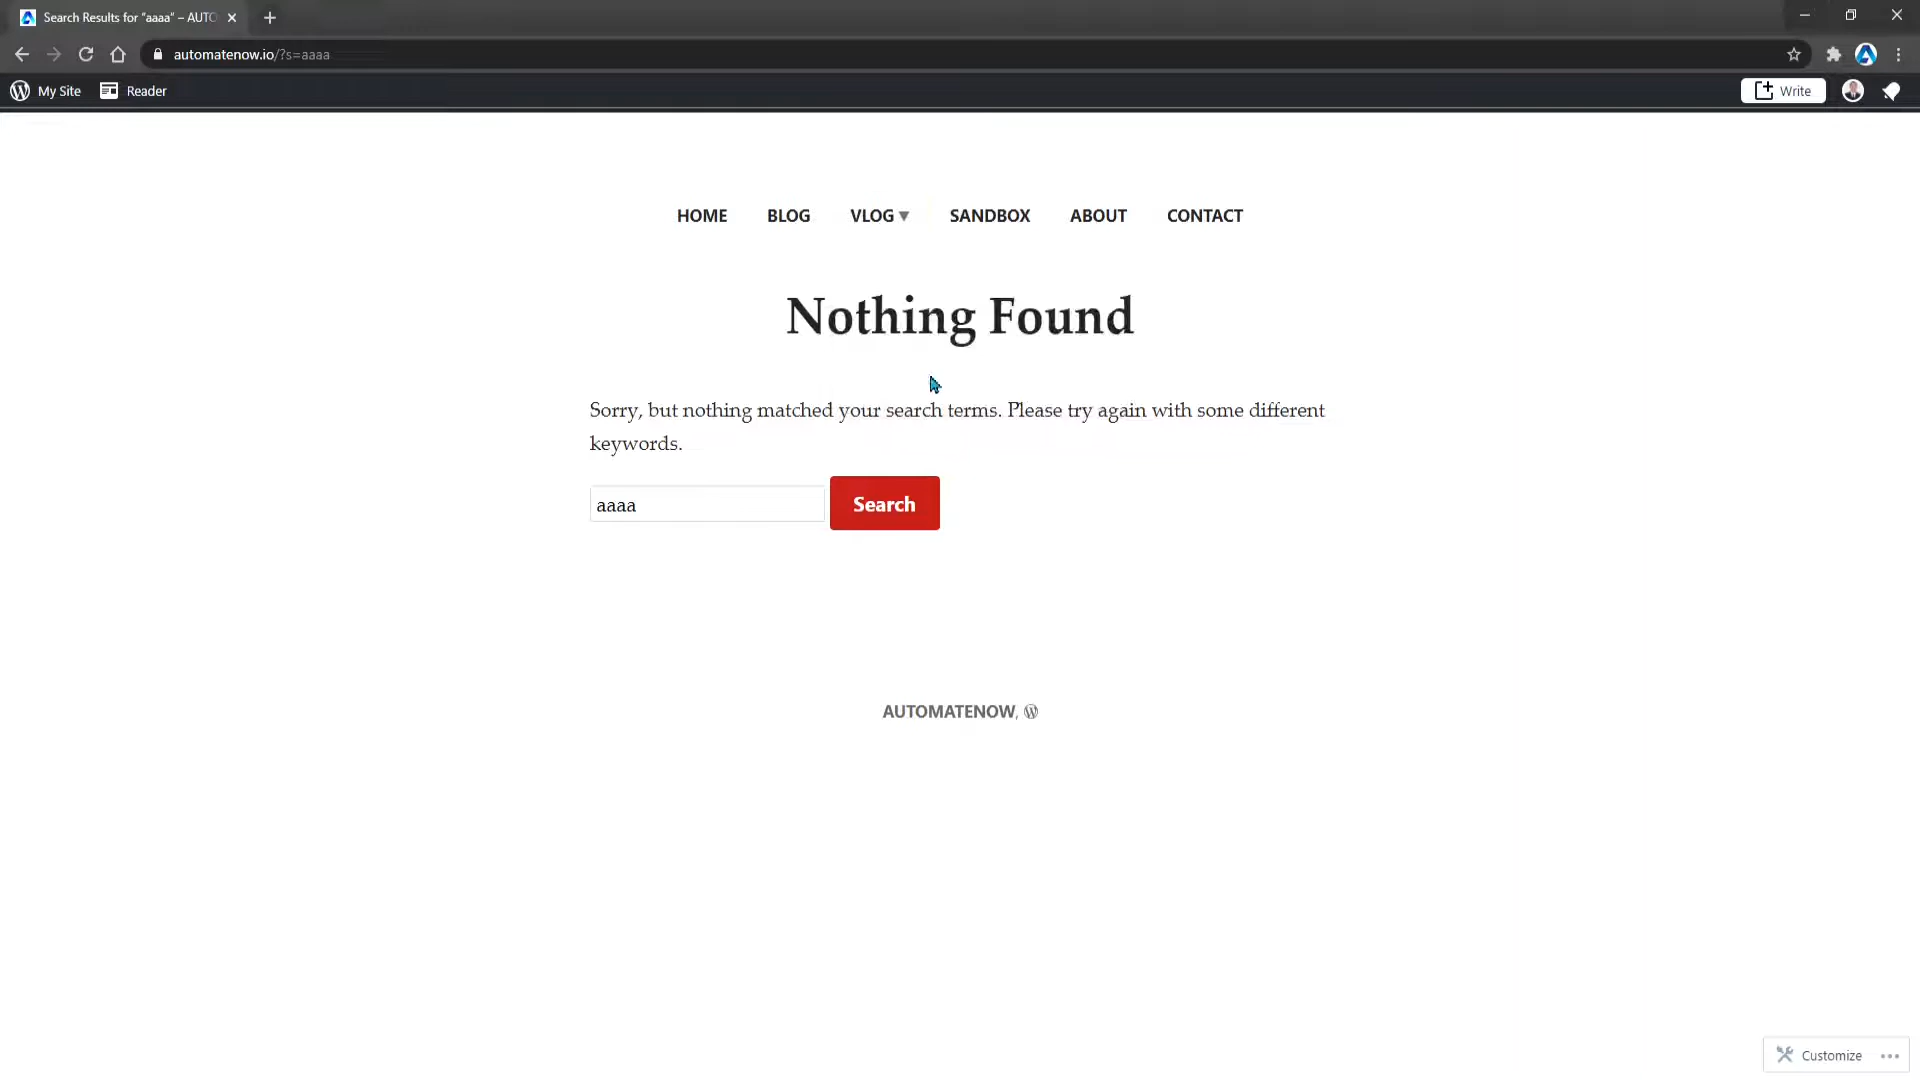 Search Results for "aaaa" – AUTO
automatenow.io/?s=aaaa
My Site
Reader
Write
HOME
BLOG
VLOG ▼
SANDBOX
ABOUT
CONTACT
Nothing Found
Sorry, but nothing matched your search terms. Please try again with some different
keywords.
aaaa
Search
AUTOMATENOW,
Customize